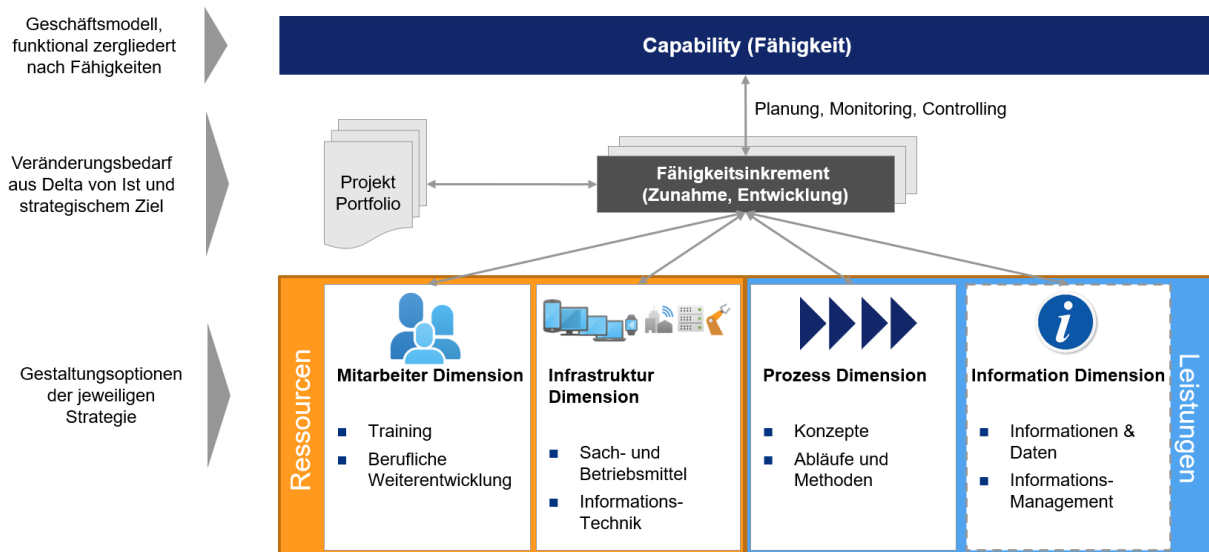 Geschäftsmodell,
funktional zergliedert
nach Fähigkeiten
Capability (Fähigkeit)
Planung, Monitoring, Controlling
Veränderungsbedarf
aus Delta von Ist und
strategischem Ziel
Projekt
Portfolio
Fähigkeitsinkrement
(Zunahme, Entwicklung)
Gestaltungsoptionen
der jeweiligen
Strategie
Ressourcen
Mitarbeiter Dimension
■ Training
■ Berufliche
Weiterentwicklung
Infrastruktur
Dimension
■ Sach- und
Betriebsmittel
■ Informations-
Technik
Prozess Dimension
■ Konzepte
■ Abläufe und
Methoden
i
Information Dimension
■ Informationen &
Daten
■ Informations-
Management
Leistungen